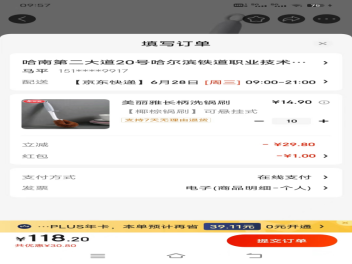 09:57
填写订单
哈南第二大道20号哈尔滨铁道职业技术…
马平 151****9917
配送 【京东快递】6月28日 [周三] 09:00-21:00
美丽雅长柄洗锅刷 ¥14.90
【椰棕锅刷】可悬挂式
支持7天无理由退货
10
立减 - ¥29.80
红包 -¥1.00
支付方式 在线支付
发票 电子(商品明细-个人)
…PLUS年卡，本单预计再省 39.11元 0元开通
¥118.20
共优惠¥30.80
提交订单